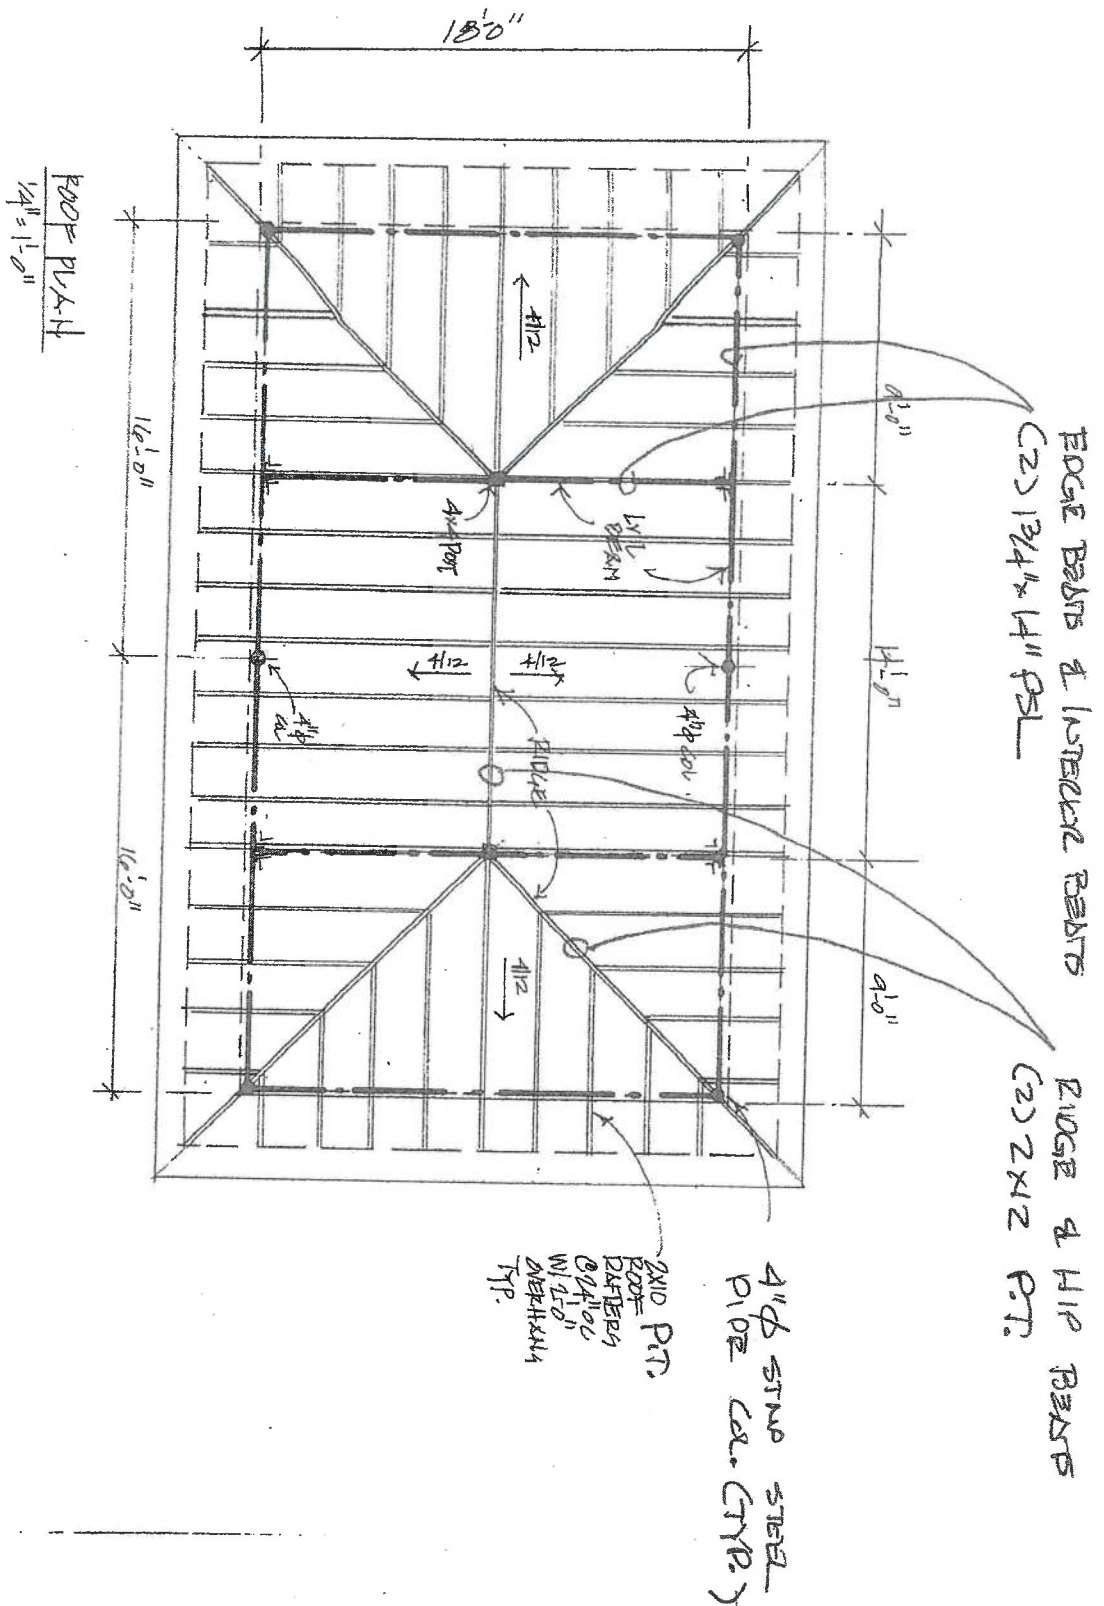 EDGE BEAMS & INTERIOR BEAMS
(2) 1 3/4" x 14" PSL
RIDGE & HIP BEAMS
(2) 2x12 P.T.
9'-0"
14'-0"
9'-0"
18'-0"
4"φ COL.
LVL
BEAM
4x4 POST
4/12
4/12
4/12
4/12
RIDGE
4"φ
COL
4"φ STND STEEL
PIPE COL. (TYP.)
2x10 P.T.
ROOF
RAFTERS
@ 24" OC
W/ 2'-0"
OVERHANG
TYP.
16'-0"
16'-0"
ROOF PLAN
1/4" = 1'-0"